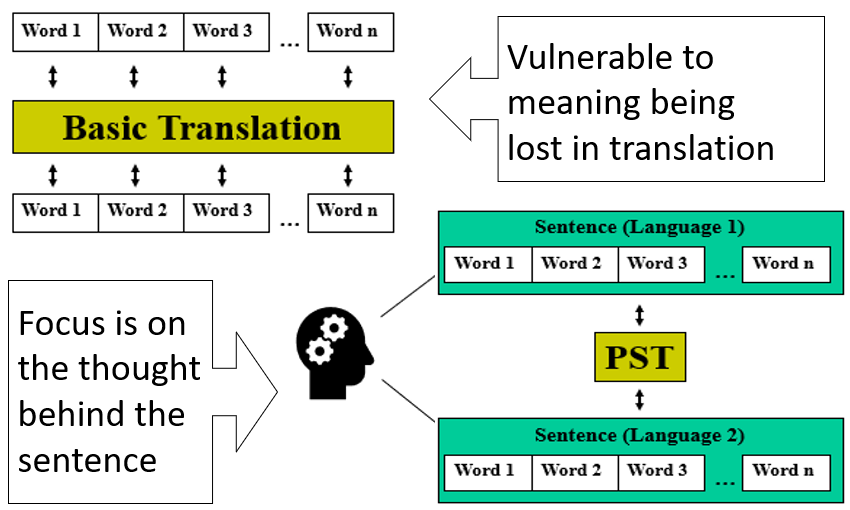 Word 1 Word 2 Word 3 ... Word n
Basic Translation
Word 1 Word 2 Word 3 ... Word n
Vulnerable to
meaning being
lost in translation
Sentence (Language 1)
Word 1 Word 2 Word 3 ... Word n
PST
Sentence (Language 2)
Word 1 Word 2 Word 3 ... Word n
Focus is on
the thought
behind the
sentence